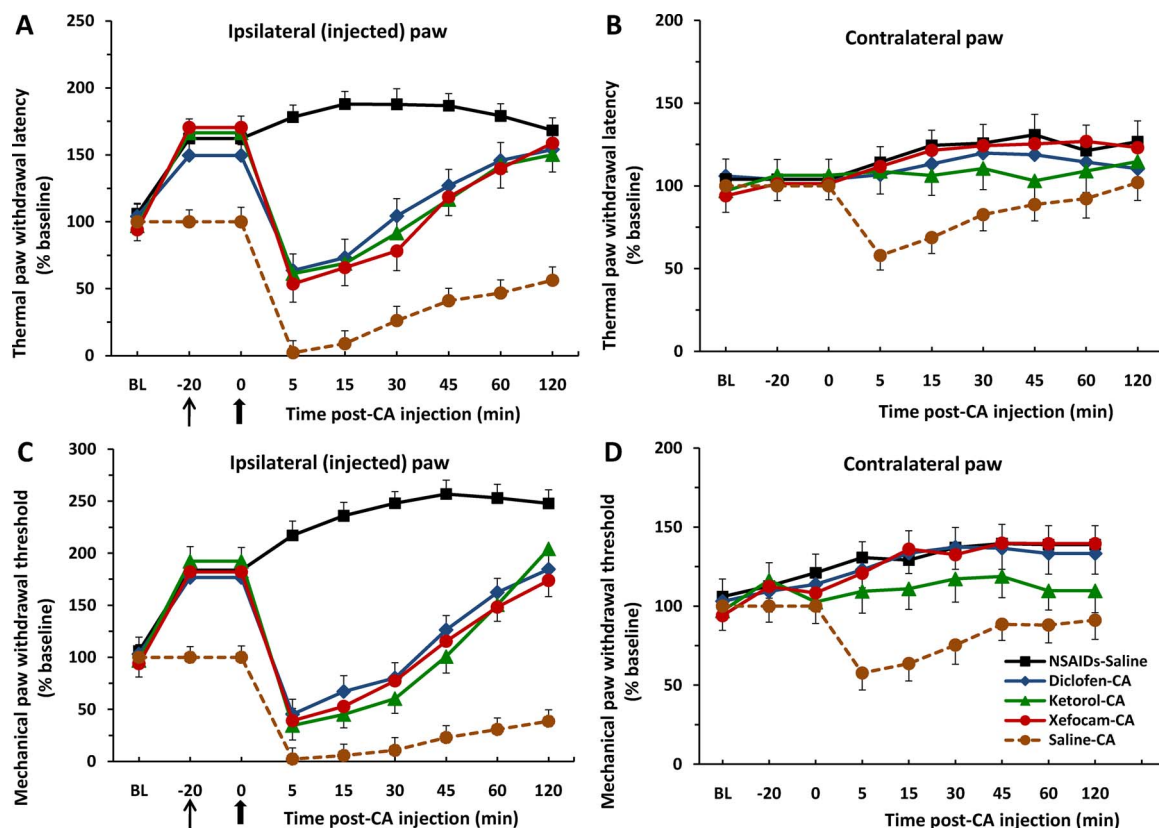 A
Ipsilateral (injected) paw
Thermal paw withdrawal latency
(% baseline)
250
200
150
100
50
0
BL -20 0 5 15 30 45 60 120
Time post-CA injection (min)
B
Contralateral paw
Thermal paw withdrawal latency
(% baseline)
200
150
100
50
0
BL -20 0 5 15 30 45 60 120
Time post-CA injection (min)
C
Ipsilateral (injected) paw
Mechanical paw withdrawal threshold
(% baseline)
300
250
200
150
100
50
0
BL -20 0 5 15 30 45 60 120
Time post-CA injection (min)
D
Contralateral paw
Mechanical paw withdrawal threshold
(% baseline)
200
150
100
50
0
NSAIDs-Saline
Diclofen-CA
Ketorol-CA
Xefocam-CA
Saline-CA
BL -20 0 5 15 30 45 60 120
Time post-CA injection (min)